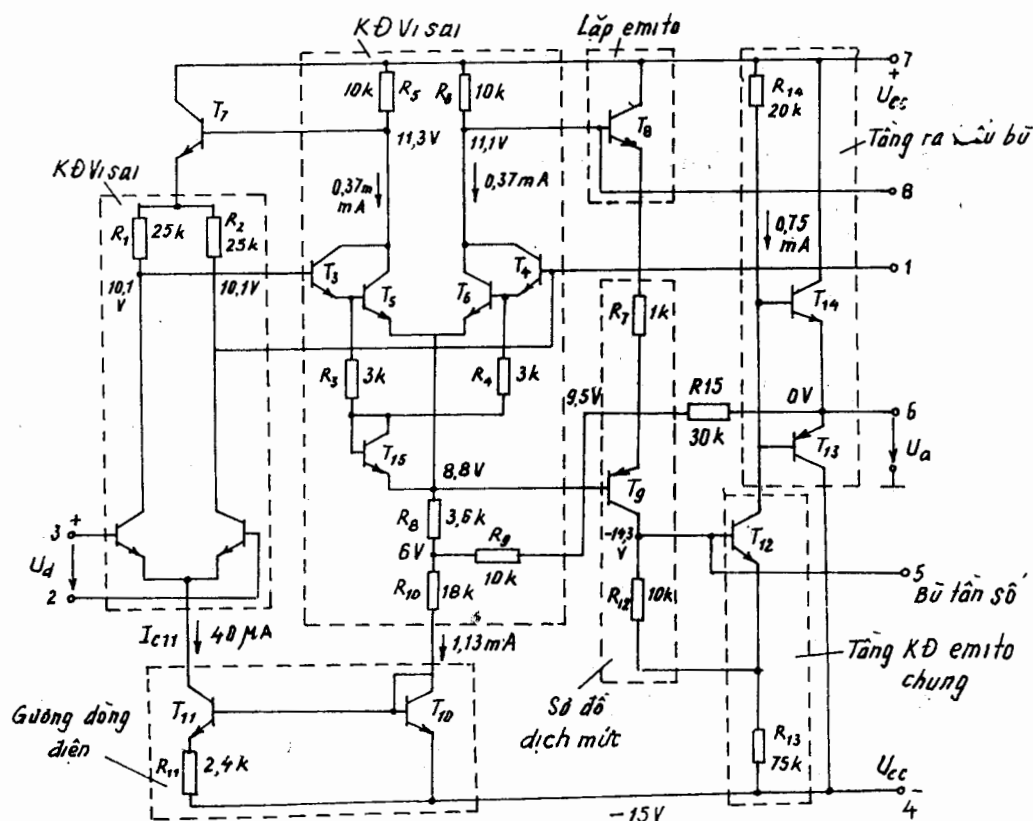 KĐ Vi sai
Lặp emito
7
+
R14
20k
Ues
10k
R5
R6
10k
T7
T8
11,3V
11,1V
Tầng ra
bù
KĐ Vi sai
8
0,37m
mA
0,37mA
0,75
mA
R1
25k
R2
25k
T3
T4
1
10,1
V
10,1V
T5
T6
T14
R7
1k
R3
3k
R4
3k
9,5V
R15
0V
6
30k
T15
T13
Ua
8,8V
T9
R8
3,6k
-14,3
V
T12
3
+
6V
R9
Ud
10k
5
2
R10
18k
R12
10k
Bù tần số
IC11
40 μA
1,13mA
Tầng KĐ emito
chung
Gương dòng
điện
T11
T10
Sơ đồ
dịch mức
R13
75k
R11
2,4k
Ucc
-
4
-15V